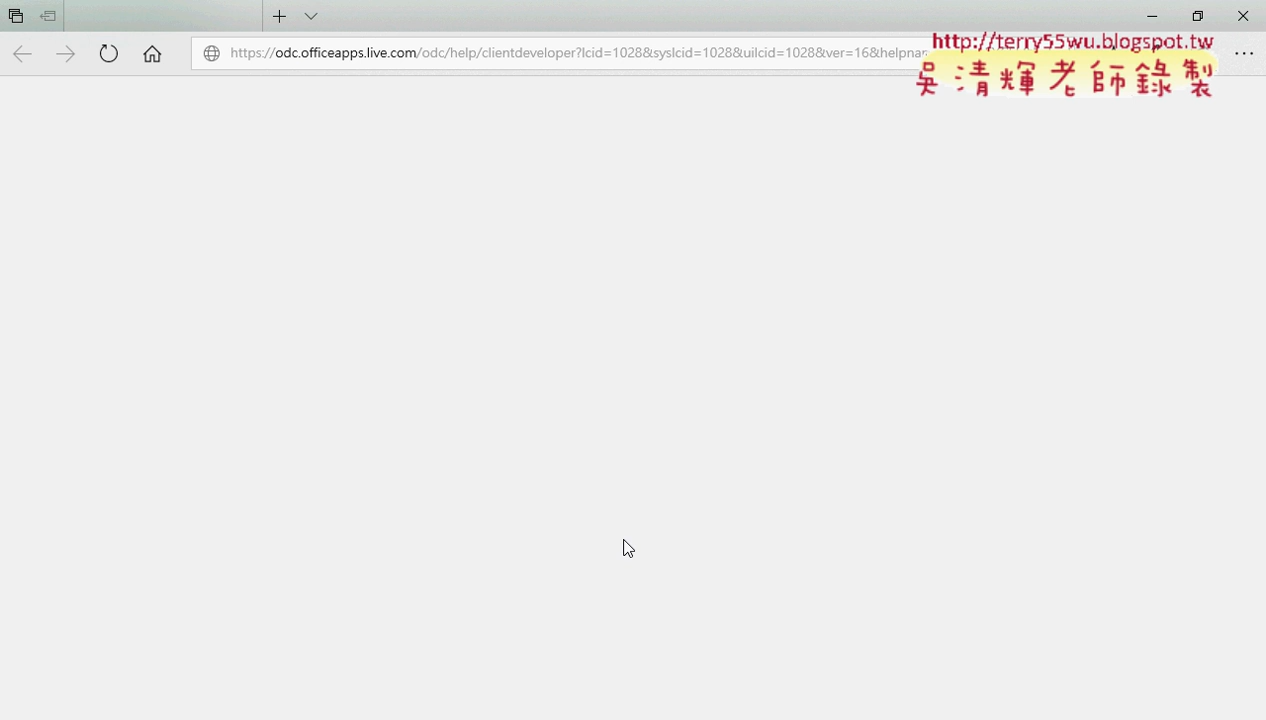 https://odc.officeapps.live.com/odc/help/clientdeveloper?lcid=1028&syslcid=1028&uilcid=1028&ver=16&helpna
http://terry55wu.blogspot.tw
吳清輝老師錄製